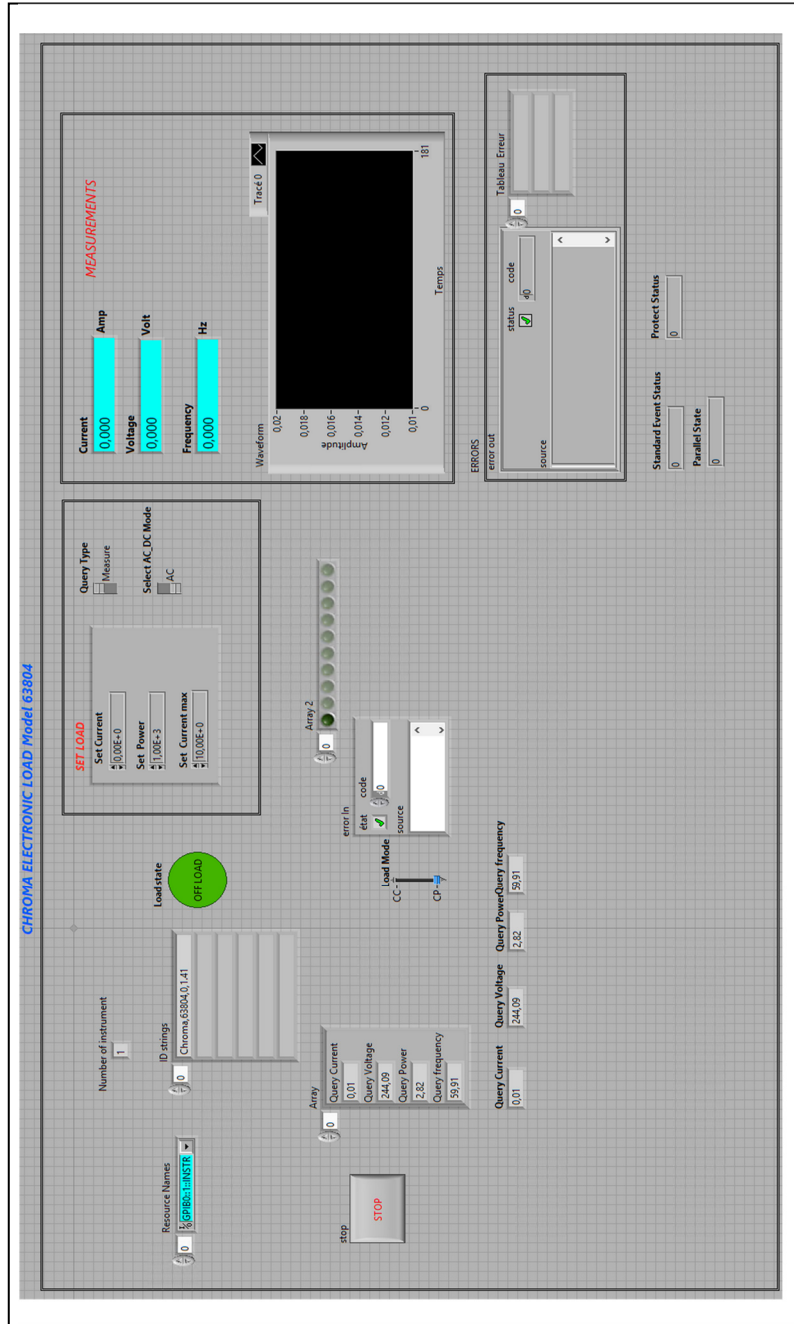 CHROMA ELECTRONIC LOAD Model 63804
Number of instrument
1
Resource Names
0
GPIB0::1::INSTR
ID strings
0
Chroma,63804,0,1.41
Load state
OFF LOAD
SET LOAD
Set Current
0,00E+0
Set Power
1,00E+3
Set Current max
10,00E+0
Query Type
Measure
Select AC_DC Mode
AC
MEASUREMENTS
Current
0,000
Amp
Voltage
0,000
Volt
Frequency
0,000
Hz
Waveform
Tracé 0
0,02
0,018
0,016
0,014
0,012
0,01
Amplitude
0
181
Temps
stop
STOP
Array
0
Query Current
0,01
Query Voltage
244,09
Query Power
2,82
Query frequency
59,91
Array 2
0
Load Mode
CC
CP
error In
état
code
0
source
Query Current
0,01
Query Voltage
244,09
Query Power
2,82
Query frequency
59,91
ERRORS
error out
status
code
d0
source
Tableau Erreur
0
Standard Event Status
0
Protect Status
0
Parallel State
0